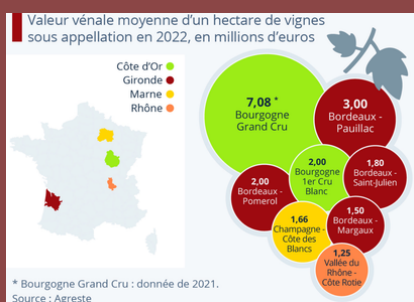 Valeur vénale moyenne d'un hectare de vignes
sous appellation en 2022, en millions d'euros
Côte d'Or
Gironde
Marne
Rhône
7,08 *
Bourgogne
Grand Cru
3,00
Bordeaux -
Pauillac
2,00
Bourgogne
1er Cru
Blanc
1,80
Bordeaux -
Saint-Julien
2,00
Bordeaux -
Pomerol
1,50
Bordeaux -
Margaux
1,66
Champagne -
Côte des
Blancs
1,25
Vallée du
Rhône -
Côte Rotie
* Bourgogne Grand Cru : donnée de 2021.
Source : Agreste